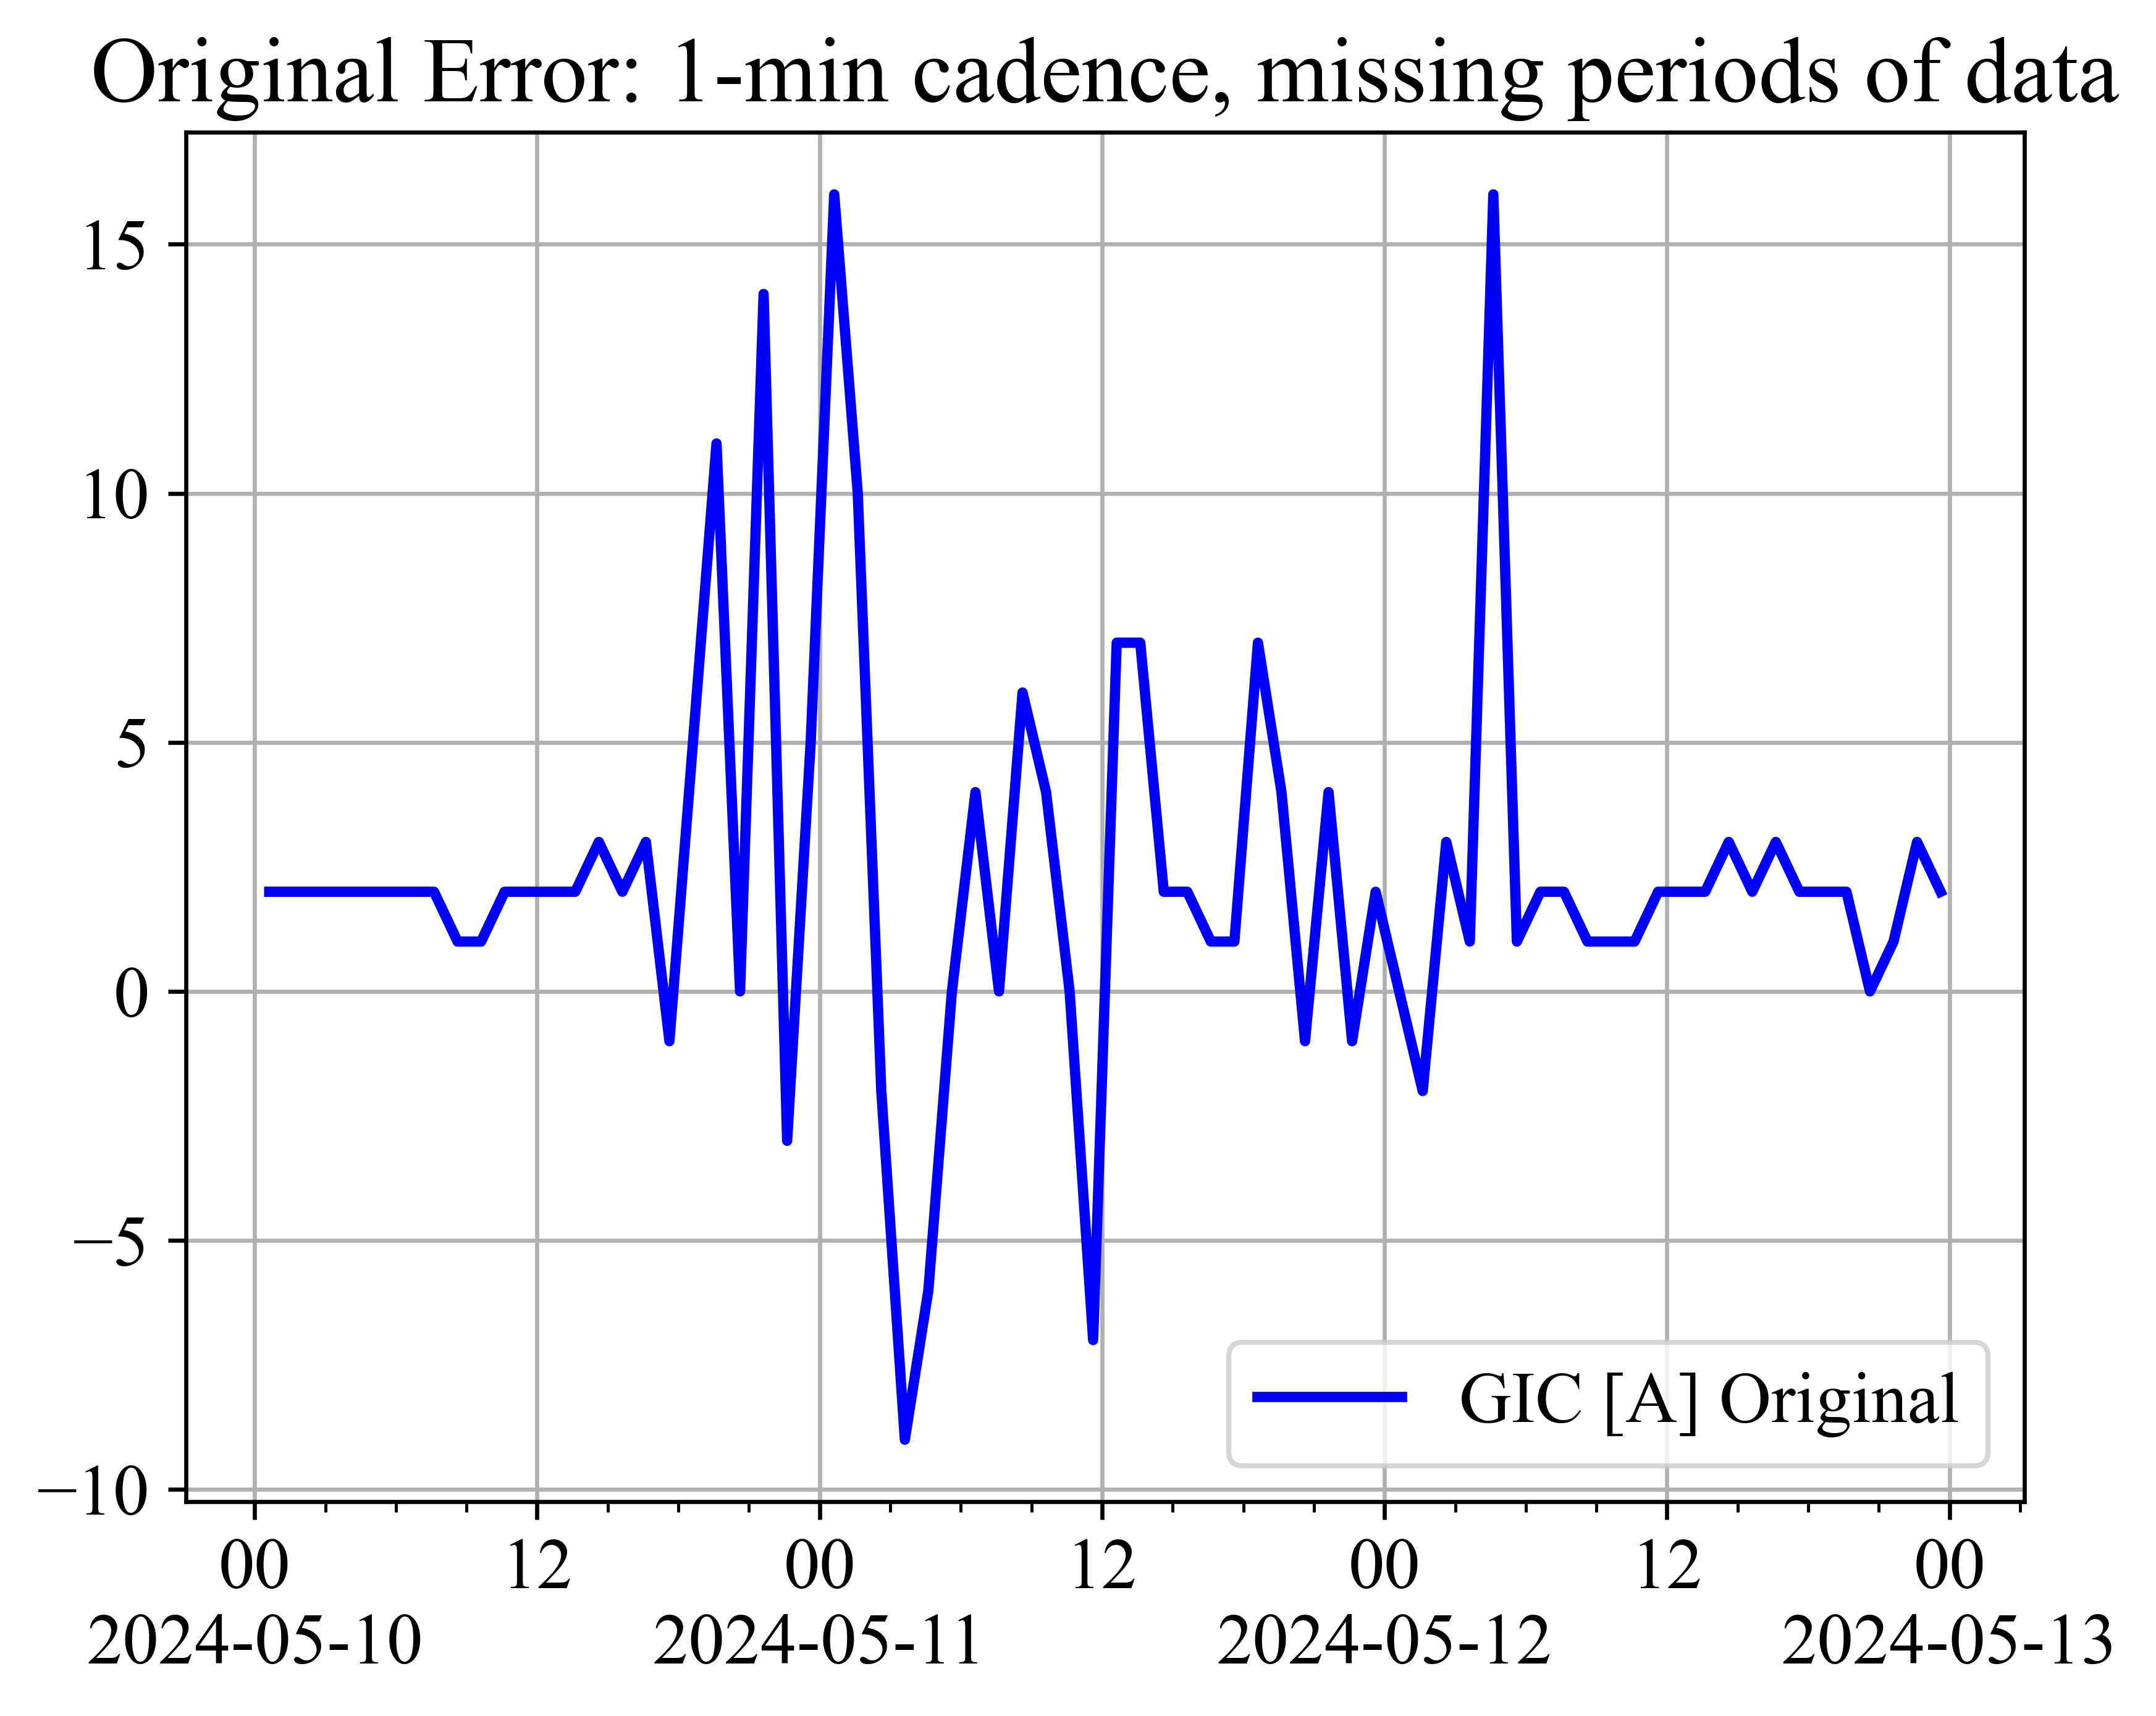 Original Error: 1-min cadence, missing periods of data
15
10
5
0
−5
−10
GIC [A] Original
00 12 00 12 00 12 00
2024-05-10 2024-05-11 2024-05-12 2024-05-13